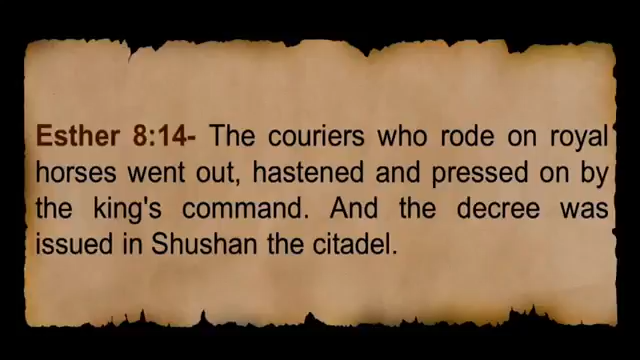 Esther 8:14- The couriers who rode on royal
horses went out, hastened and pressed on by
the king's command. And the decree was
issued in Shushan the citadel.